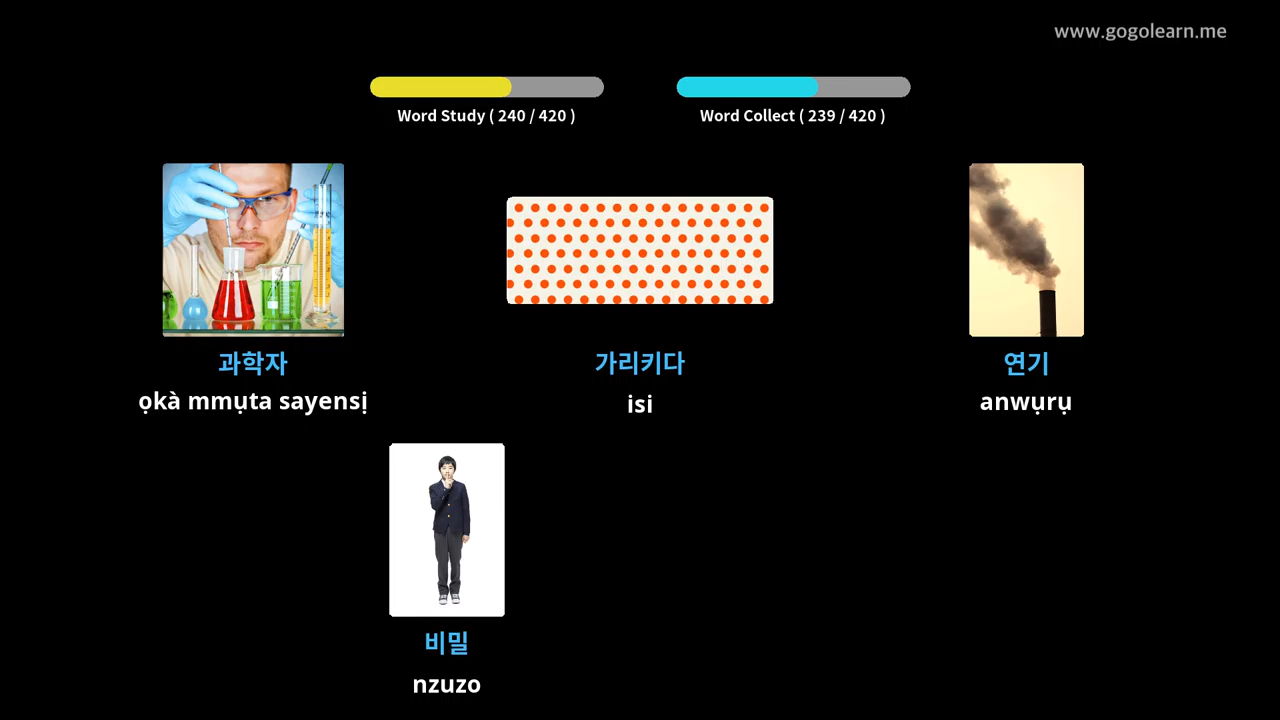 www.gogolearn.me
Word Study ( 240 / 420 )
Word Collect ( 239 / 420 )
과학자
ọkà mmụta sayensị
가리키다
isi
연기
anwụrụ
비밀
nzuzo